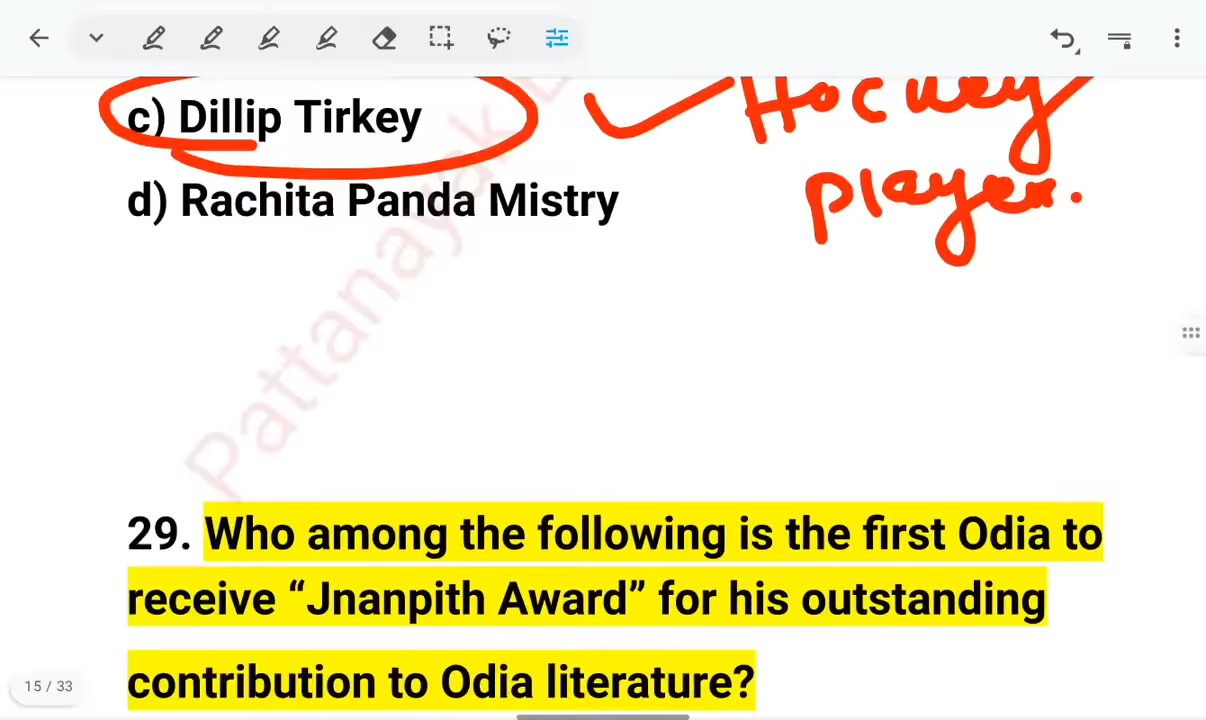 c) Dillip Tirkey
Hockey
player.
d) Rachita Panda Mistry
Pattanayak
29. Who among the following is the first Odia to
receive “Jnanpith Award” for his outstanding
contribution to Odia literature?
15 / 33